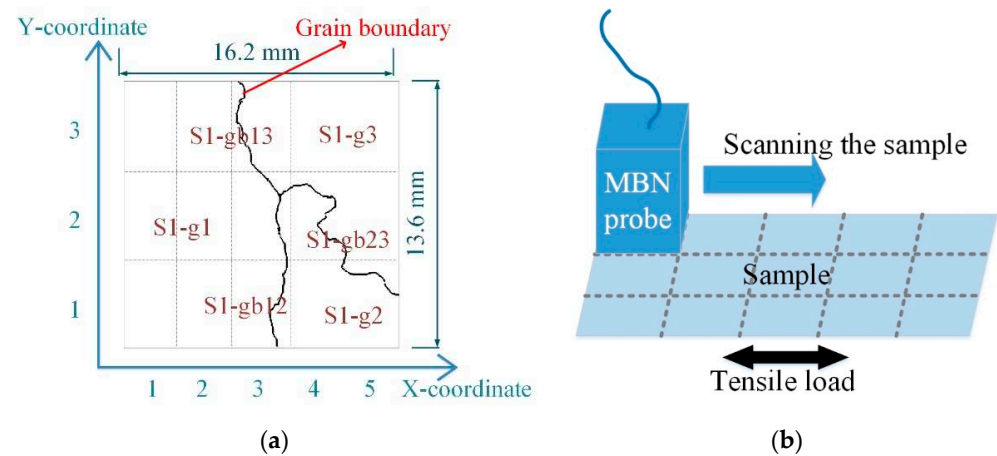 Y-coordinate
Grain boundary
16.2 mm
3
S1-gb13
S1-g3
2
S1-g1
S1-gb23
13.6 mm
1
S1-gb12
S1-g2
1 2 3 4 5 X-coordinate
(a)
Scanning the sample
MBN
probe
Sample
Tensile load
(b)